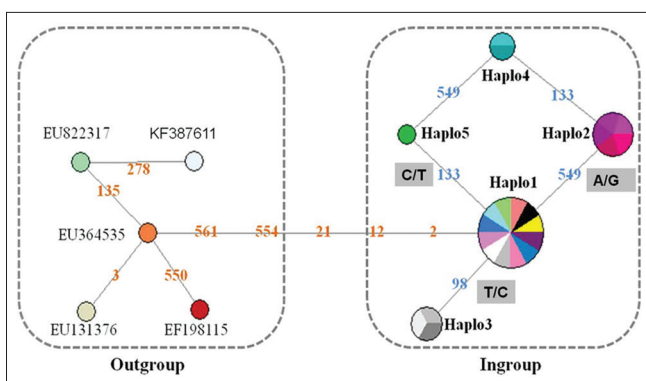 Haplo4
549
133
EU822317
KF387611
Haplo5
Haplo2
278
C/T
133
Haplo1
549
A/G
135
EU364535
561
554
21
12
2
3
550
98
T/C
EU131376
EF198115
Haplo3
Outgroup
Ingroup